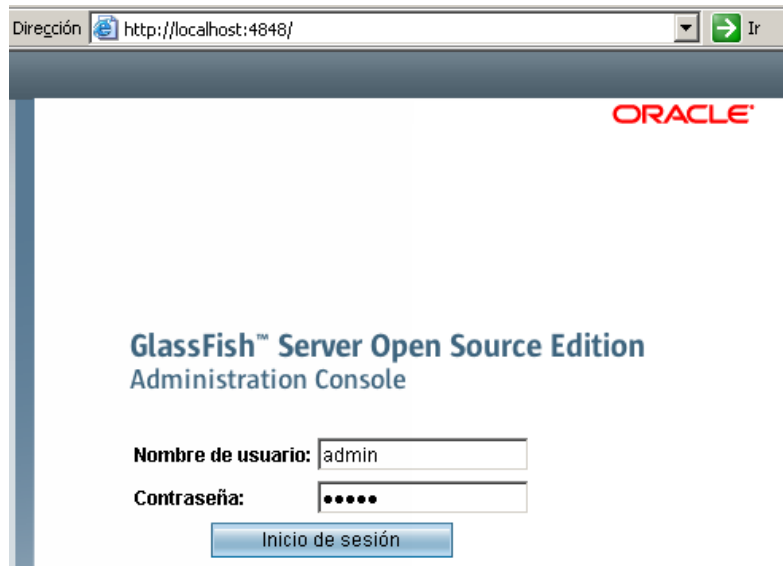 Dirección http://localhost:4848/ Ir
ORACLE
GlassFish™ Server Open Source Edition
Administration Console
Nombre de usuario: admin
Contraseña: •••••
Inicio de sesión